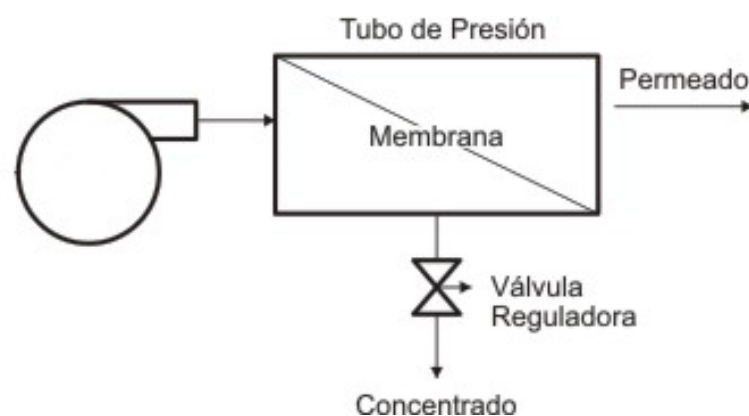 Tubo de Presión
Permeado
Membrana
Válvula
Reguladora
Concentrado